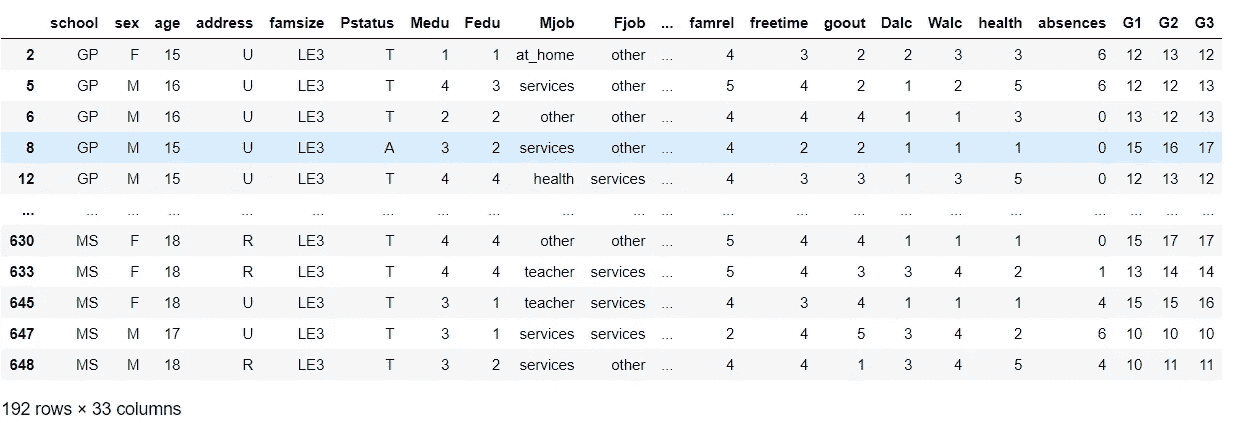 school sex age address famsize Pstatus Medu Fedu Mjob Fjob ... famrel freetime goout Dalc Walc health absences G1 G2 G3
2 GP F 15 U LE3 T 1 1 at_home other ... 4 3 2 2 3 3 6 12 13 12
5 GP M 16 U LE3 T 4 3 services other ... 5 4 2 1 2 5 6 12 12 13
6 GP M 16 U LE3 T 2 2 other other ... 4 4 4 1 1 3 0 13 12 13
8 GP M 15 U LE3 A 3 2 services other ... 4 2 2 1 1 1 0 15 16 17
12 GP M 15 U LE3 T 4 4 health services ... 4 3 3 1 3 5 0 12 13 12
... ... ... ... ... ... ... ... ... ... ... ... ... ... ... ... ... ... ... ... ... ...
630 MS F 18 R LE3 T 4 4 other other ... 5 4 4 1 1 1 0 15 17 17
633 MS F 18 R LE3 T 4 4 teacher services ... 5 4 3 3 4 2 1 13 14 14
645 MS F 18 U LE3 T 3 1 teacher services ... 4 3 4 1 1 1 4 15 15 16
647 MS M 17 U LE3 T 3 1 services services ... 2 4 5 3 4 2 6 10 10 10
648 MS M 18 R LE3 T 3 2 services other ... 4 4 1 3 4 5 4 10 11 11
192 rows × 33 columns